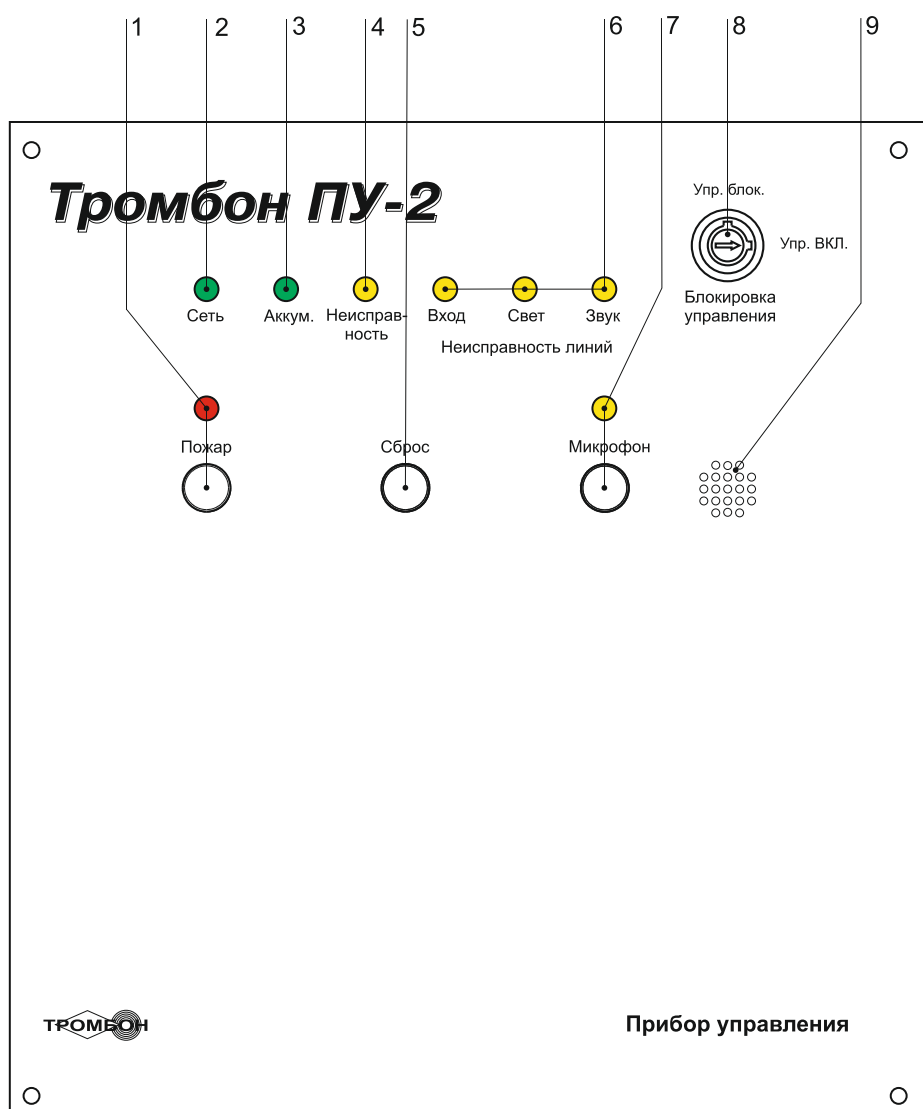 1 2 3 4 5 6 7 8 9
Тромбон ПУ-2
Упр. блок.
Упр. ВКЛ.
Блокировка
управления
Сеть Аккум. Неисправ-
ность
Вход Свет Звук
Неисправность линий
Пожар Сброс Микрофон
ТРОМБОН
Прибор управления